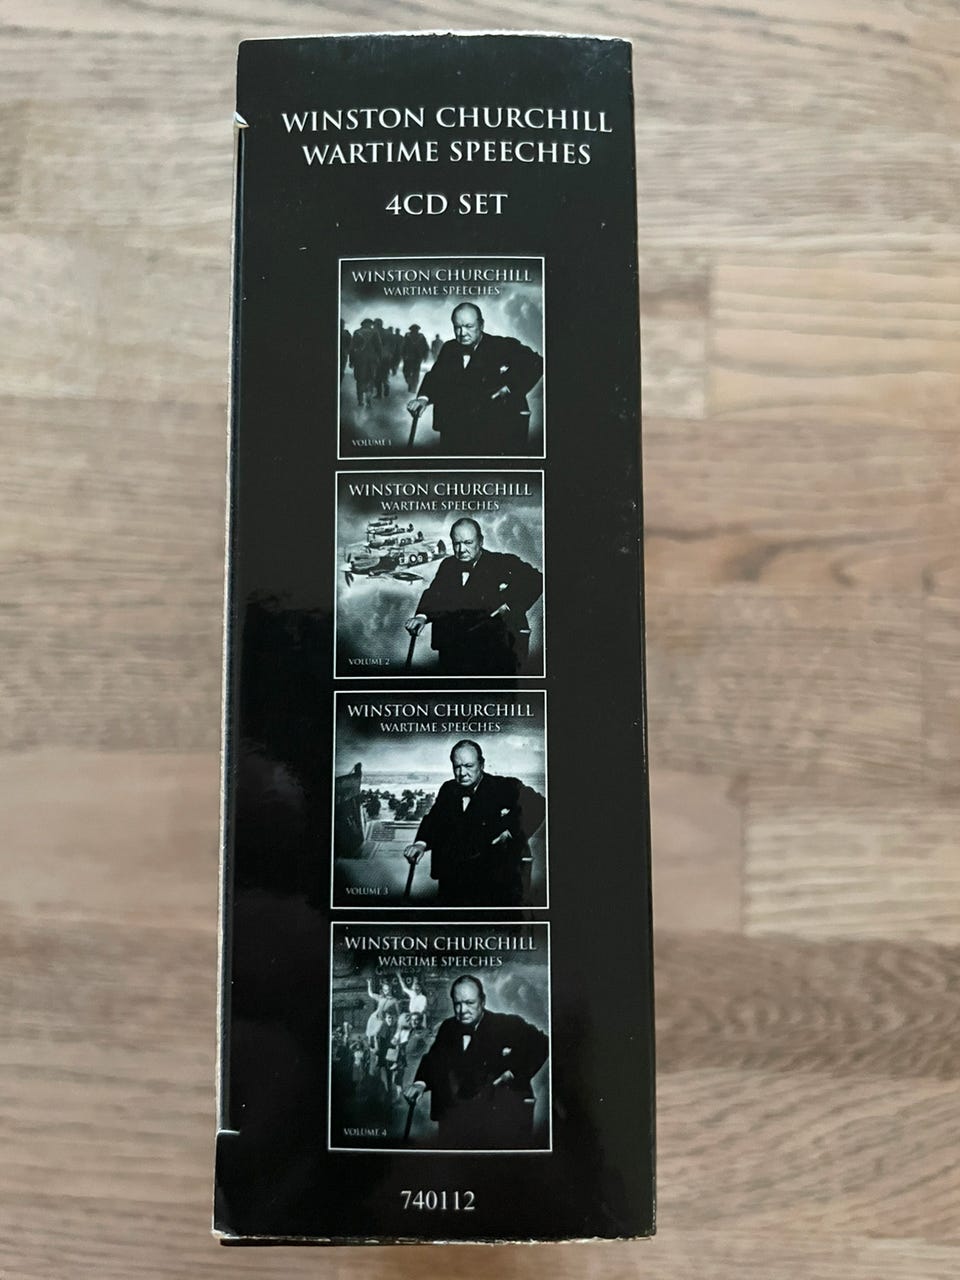 WINSTON CHURCHILL
WARTIME SPEECHES
4CD SET
WINSTON CHURCHILL
WARTIME SPEECHES
VOLUME 1
WINSTON CHURCHILL
WARTIME SPEECHES
VOLUME 2
WINSTON CHURCHILL
WARTIME SPEECHES
VOLUME 3
WINSTON CHURCHILL
WARTIME SPEECHES
VOLUME 4
740112